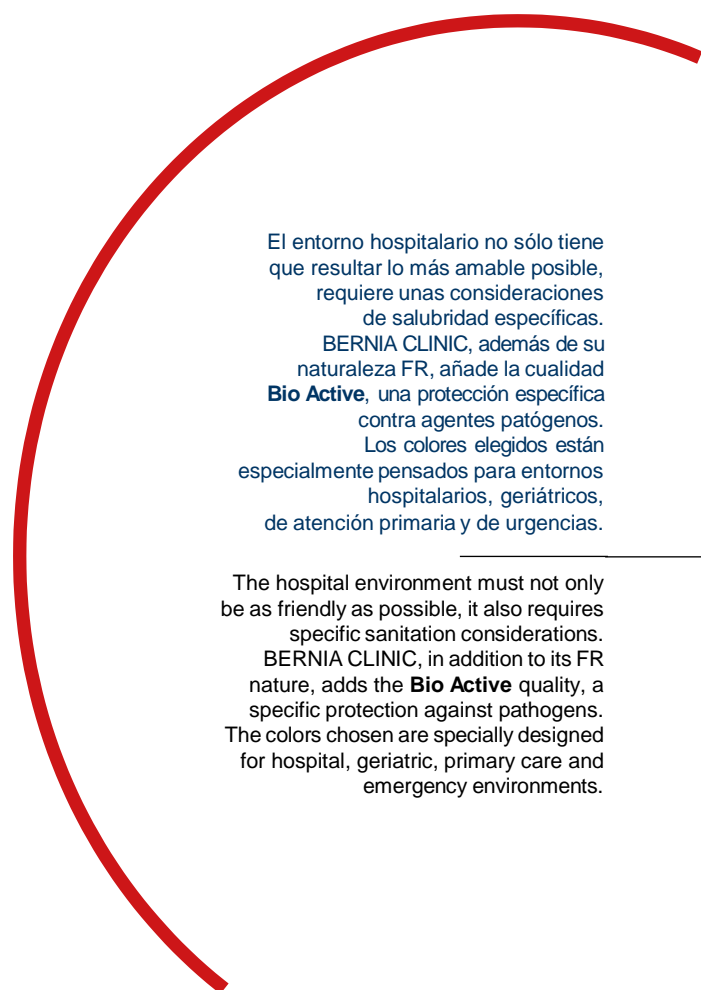 El entorno hospitalario no sólo tiene
que resultar lo más amable posible,
requiere unas consideraciones
de salubridad específicas.
BERNIA CLINIC, además de su
naturaleza FR, añade la cualidad
Bio Active, una protección específica
contra agentes patógenos.
Los colores elegidos están
especialmente pensados para entornos
hospitalarios, geriátricos,
de atención primaria y de urgencias.
The hospital environment must not only
be as friendly as possible, it also requires
specific sanitation considerations.
BERNIA CLINIC, in addition to its FR
nature, adds the Bio Active quality, a
specific protection against pathogens.
The colors chosen are specially designed
for hospital, geriatric, primary care and
emergency environments.